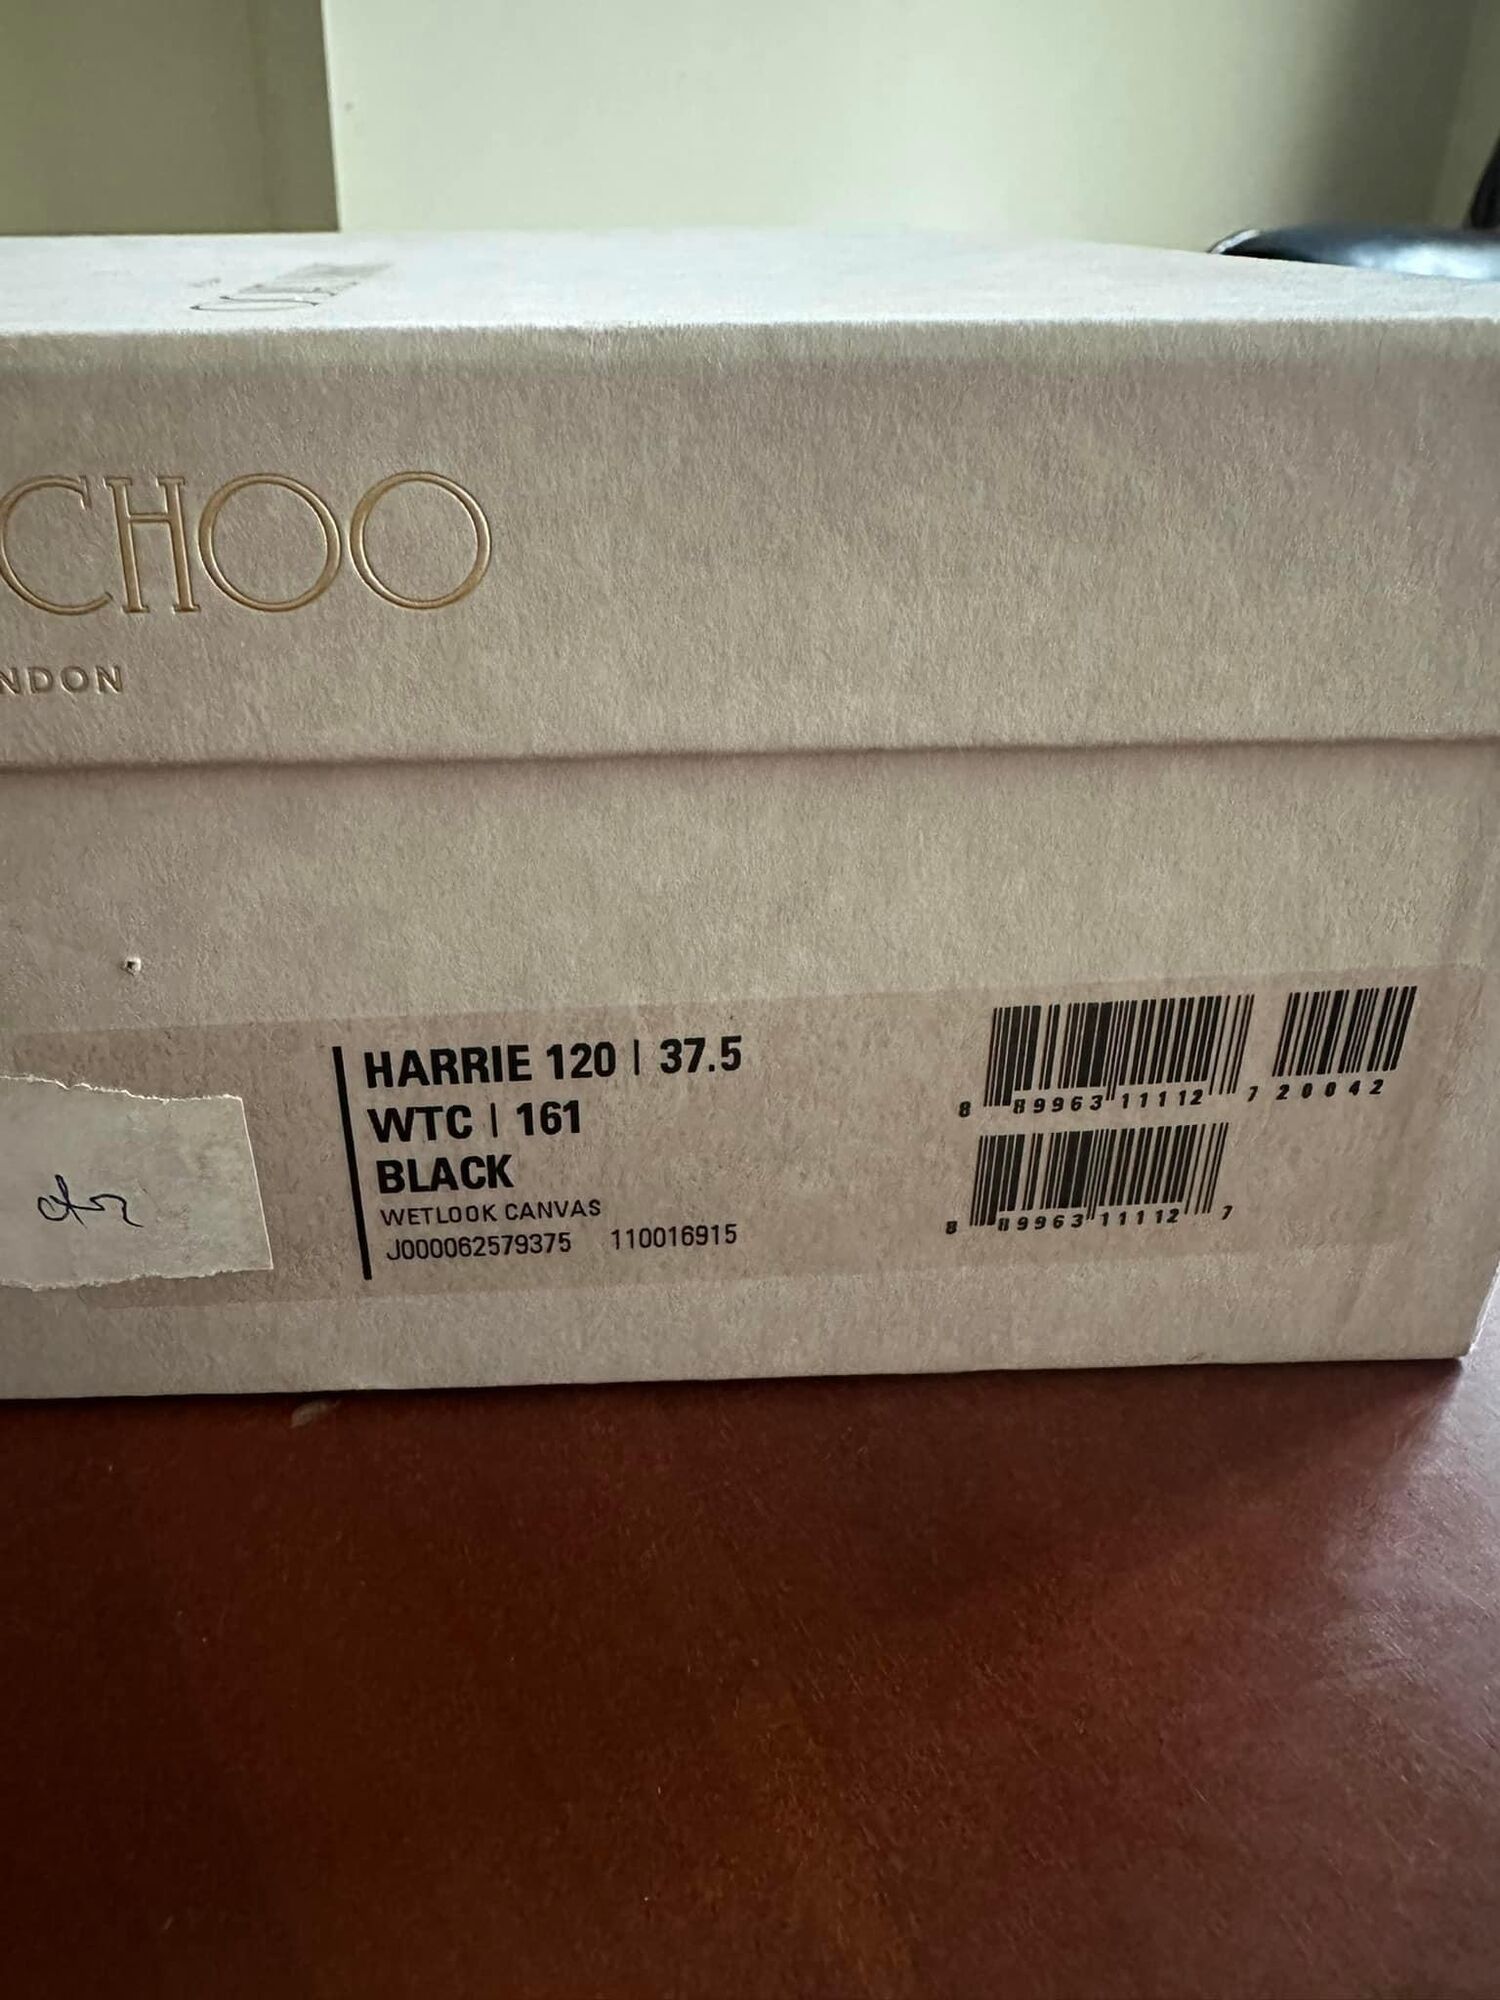 CHOO
NDON
HARRIE 120 | 37.5
WTC | 161
BLACK
WETLOOK CANVAS
J000062579375 110016915
8 89963 11112 7 20042
8 89963 11112 7